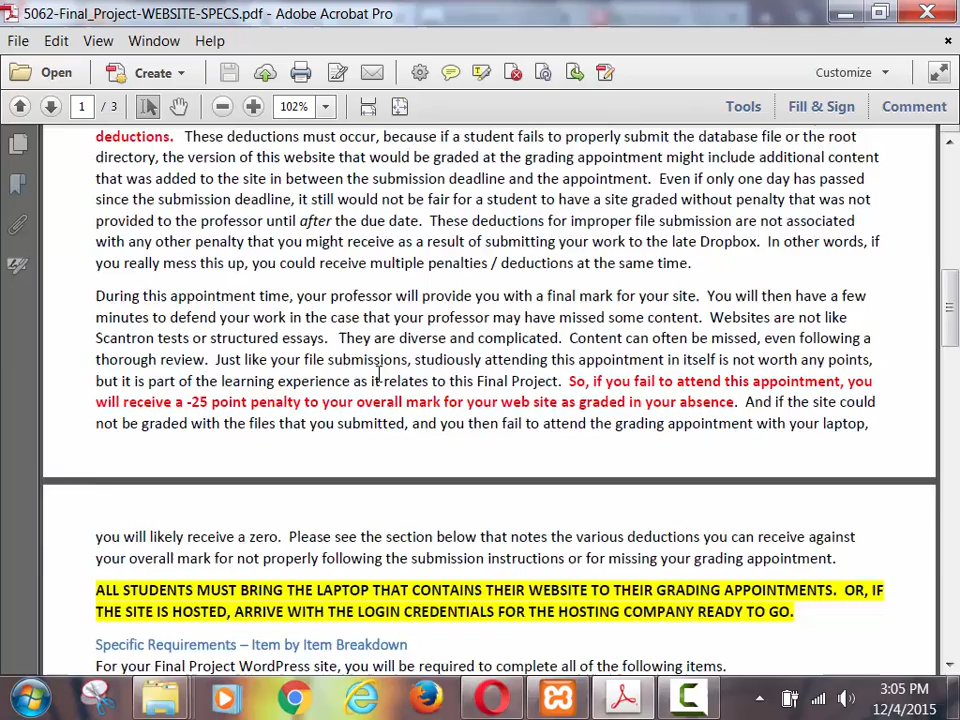 5062-Final_Project-WEBSITE-SPECS.pdf - Adobe Acrobat Pro
File Edit View Window Help
Open Create Customize
1 / 3 102% Tools Fill & Sign Comment
deductions. These deductions must occur, because if a student fails to properly submit the database file or the root
directory, the version of this website that would be graded at the grading appointment might include additional content
that was added to the site in between the submission deadline and the appointment. Even if only one day has passed
since the submission deadline, it still would not be fair for a student to have a site graded without penalty that was not
provided to the professor until after the due date. These deductions for improper file submission are not associated
with any other penalty that you might receive as a result of submitting your work to the late Dropbox. In other words, if
you really mess this up, you could receive multiple penalties / deductions at the same time.
During this appointment time, your professor will provide you with a final mark for your site. You will then have a few
minutes to defend your work in the case that your professor may have missed some content. Websites are not like
Scantron tests or structured essays. They are diverse and complicated. Content can often be missed, even following a
thorough review. Just like your file submissions, studiously attending this appointment in itself is not worth any points,
but it is part of the learning experience as it relates to this Final Project. So, if you fail to attend this appointment, you
will receive a -25 point penalty to your overall mark for your web site as graded in your absence. And if the site could
not be graded with the files that you submitted, and you then fail to attend the grading appointment with your laptop,
you will likely receive a zero. Please see the section below that notes the various deductions you can receive against
your overall mark for not properly following the submission instructions or for missing your grading appointment.
ALL STUDENTS MUST BRING THE LAPTOP THAT CONTAINS THEIR WEBSITE TO THEIR GRADING APPOINTMENTS. OR, IF
THE SITE IS HOSTED, ARRIVE WITH THE LOGIN CREDENTIALS FOR THE HOSTING COMPANY READY TO GO.
Specific Requirements – Item by Item Breakdown
For your Final Project WordPress site, you will be required to complete all of the following items.
3:05 PM
12/4/2015